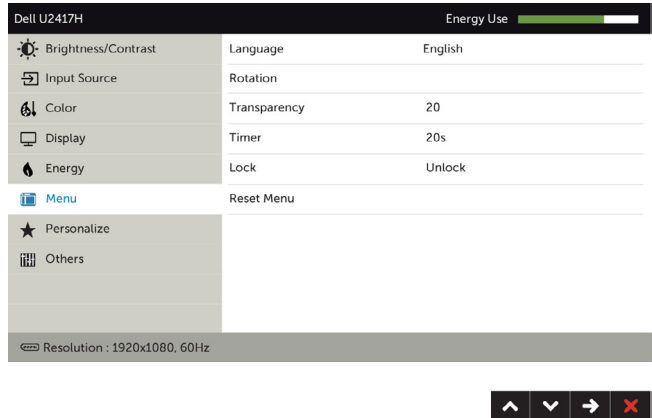 Dell U2417H Energy Use
Brightness/Contrast Language English
Input Source Rotation
Color Transparency 20
Display Timer 20s
Energy Lock Unlock
Menu Reset Menu
Personalize
Others
Resolution : 1920x1080, 60Hz